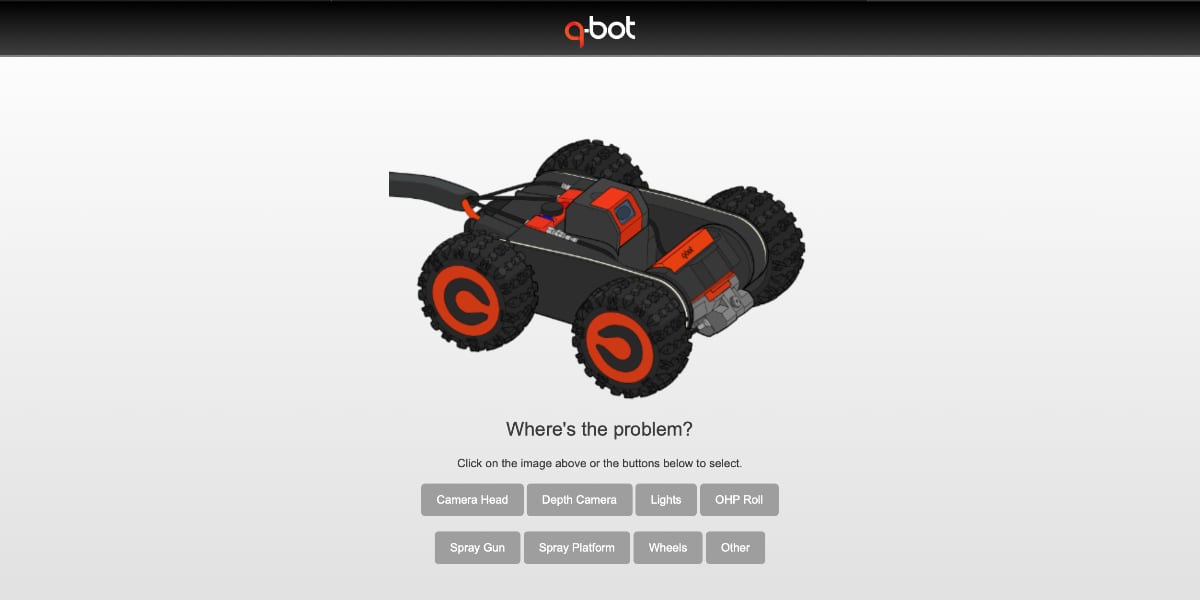 q-bot
q-bot
Where's the problem?
Click on the image above or the buttons below to select.
Camera Head Depth Camera Lights OHP Roll
Spray Gun Spray Platform Wheels Other